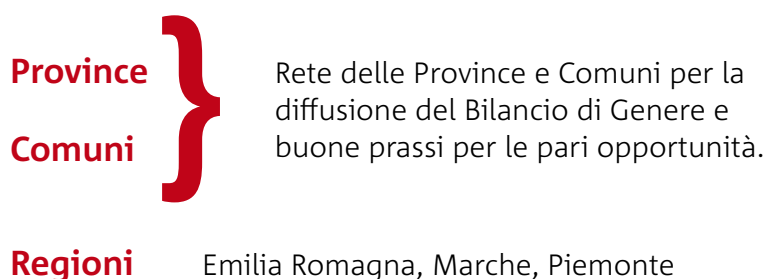 Province
Comuni
Rete delle Province e Comuni per la
diffusione del Bilancio di Genere e
buone prassi per le pari opportunità.
Regioni Emilia Romagna, Marche, Piemonte